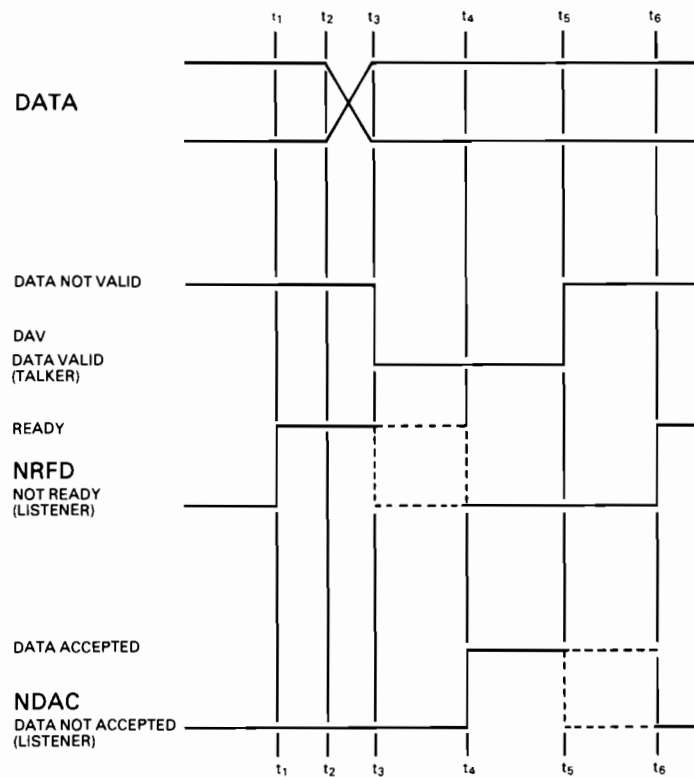 t1 t2 t3 t4 t5 t6
DATA
DATA NOT VALID
DAV
DATA VALID
(TALKER)
READY
NRFD
NOT READY
(LISTENER)
DATA ACCEPTED
NDAC
DATA NOT ACCEPTED
(LISTENER)
t1 t2 t3 t4 t5 t6